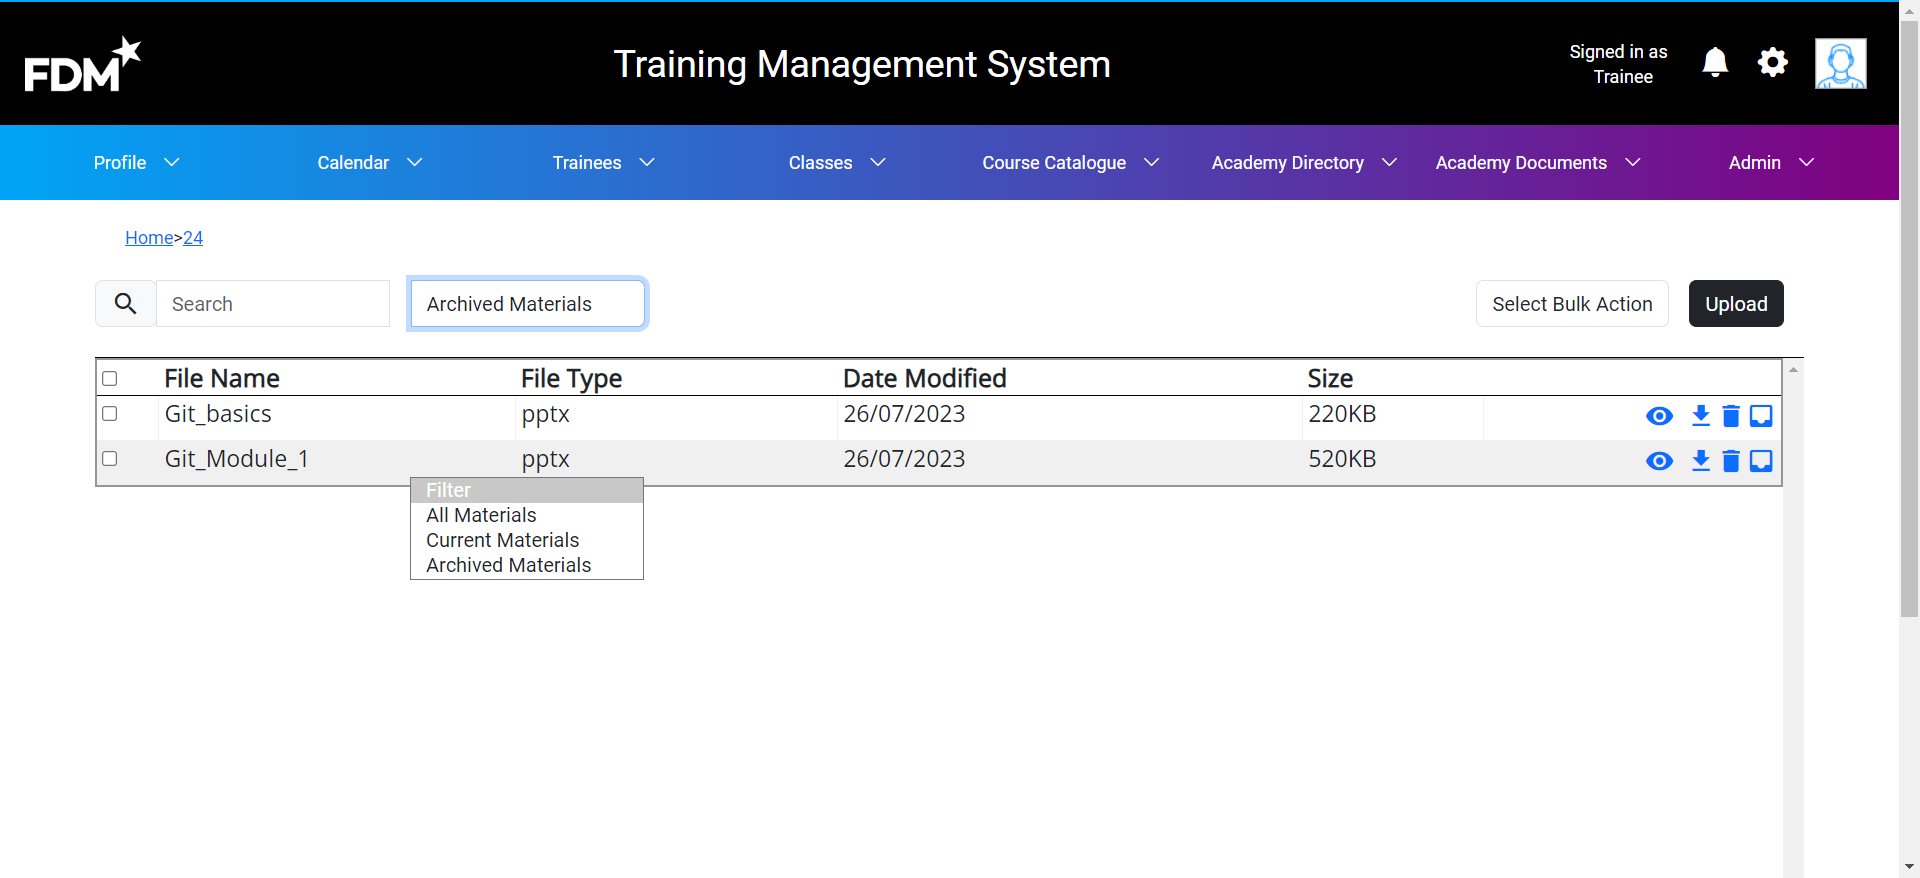 FDM
Training Management System
Signed in as
Trainee
Profile Calendar Trainees Classes Course Catalogue Academy Directory Academy Documents Admin
Home>24
Search Archived Materials Select Bulk Action Upload
File Name File Type Date Modified Size
Git_basics pptx 26/07/2023 220KB
Git_Module_1 pptx 26/07/2023 520KB
Filter
All Materials
Current Materials
Archived Materials